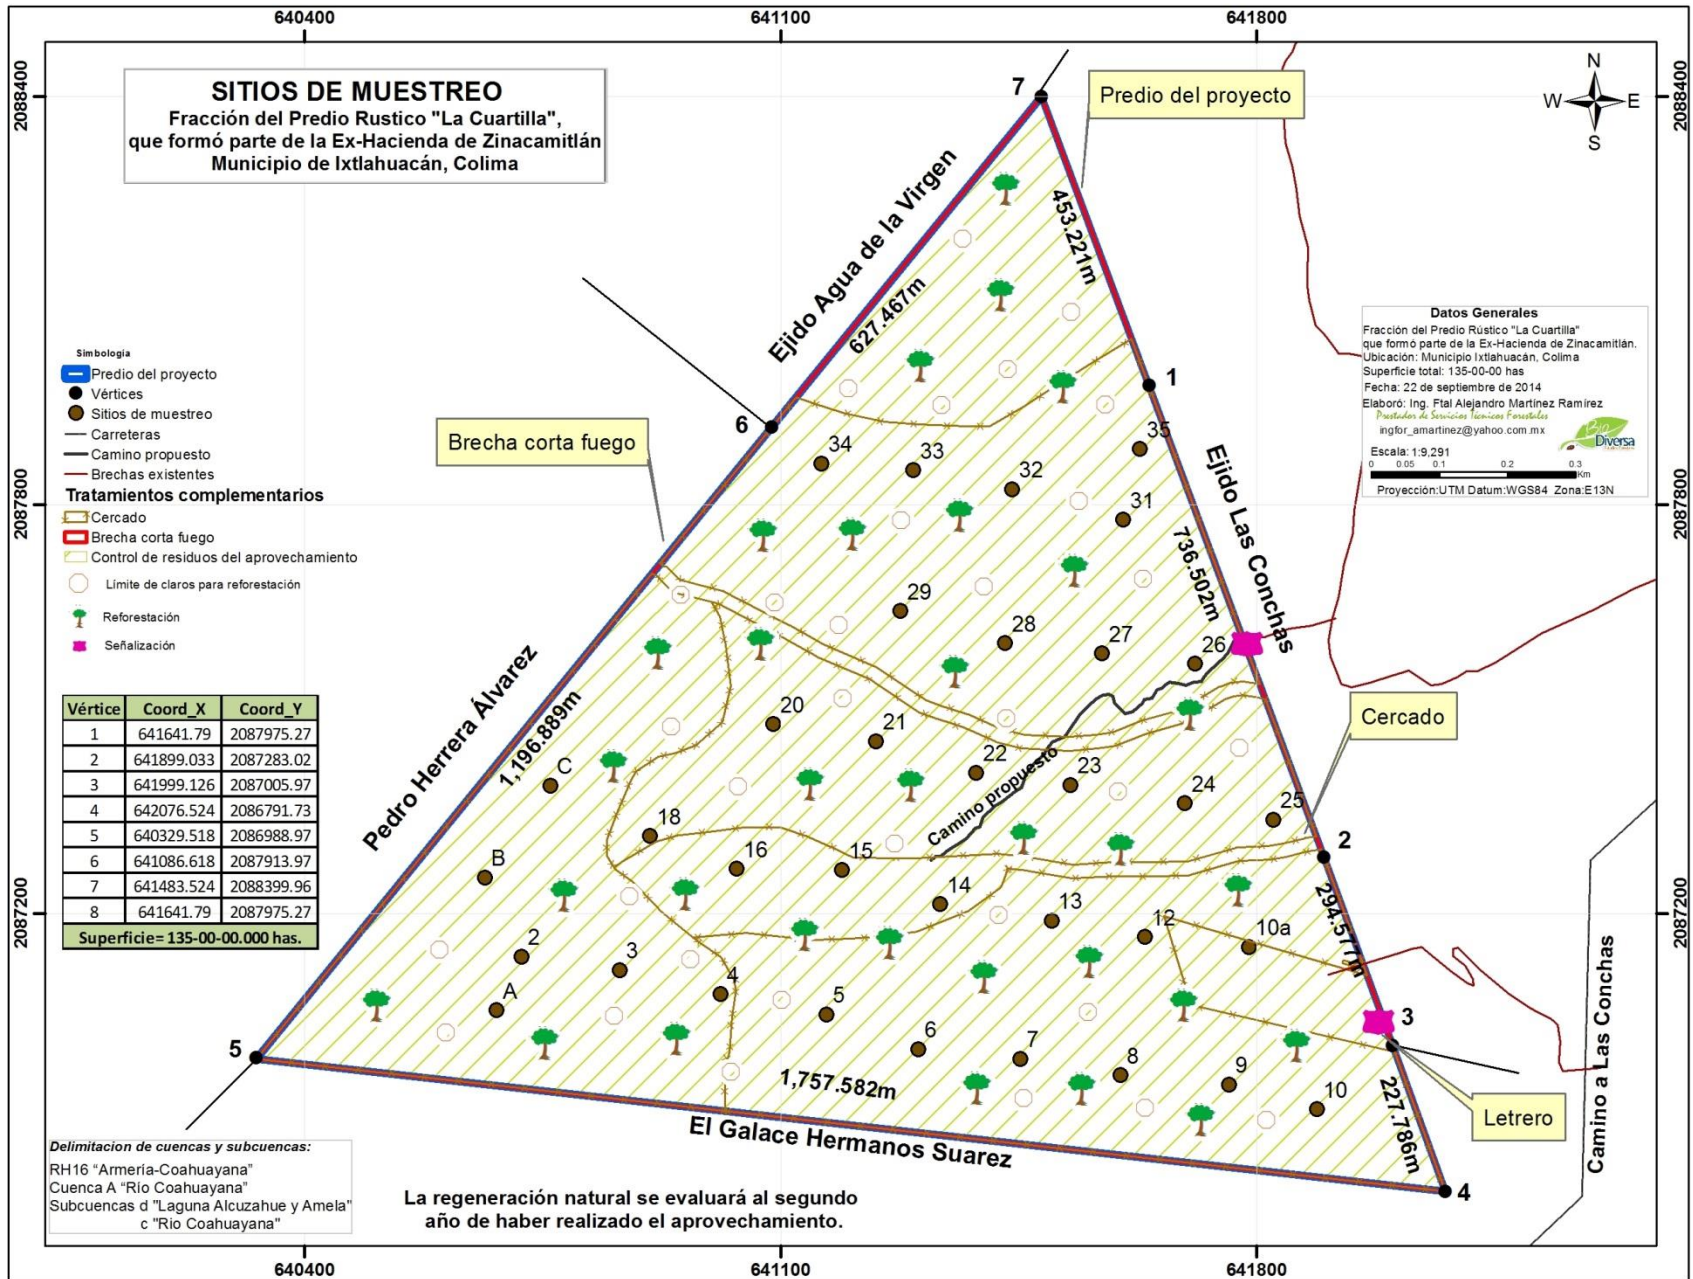 640400
641100
641800
2088400
2088400
2087800
2087800
2087200
2087200
640400
641100
641800
SITIOS DE MUESTREO
Fracción del Predio Rustico "La Cuartilla",
que formó parte de la Ex-Hacienda de Zinacamitlán
Municipio de Ixtlahuacán, Colima
Predio del proyecto
N
W
E
S
7
Ejido Agua de la Virgen
627.467m
453.221m
Datos Generales
Fracción del Predio Rústico "La Cuartilla"
que formó parte de la Ex-Hacienda de Zinacamitlán.
Ubicación: Municipio Ixtlahuacán, Colima
Superficie total: 135-00-00 has
Fecha: 22 de septiembre de 2014
Elaboró: Ing. Ftal Alejandro Martínez Ramírez
Prestador de Servicios Técnicos Forestales
ingfor_amartinez@yahoo.com.mx
Bio
Diversa
Escala: 1:9,291
0 0.05 0.1 0.2 0.3
Km
Proyección:UTM Datum:WGS84 Zona:E13N
Simbología
Predio del proyecto
Vértices
Sitios de muestreo
Carreteras
Camino propuesto
Brechas existentes
Tratamientos complementarios
Cercado
Brecha corta fuego
Control de residuos del aprovechamiento
Límite de claros para reforestación
Reforestación
Señalización
1
6
Brecha corta fuego
34
33
32
35
31
Ejido Las Conchas
736.502m
29
28
27
26
Pedro Herrera Álvarez
1,196.889m
20
21
22
23
24
25
Camino propuesto
Cercado
C
18
16
15
14
13
12
10a
B
2
294.577m
Vértice Coord_X Coord_Y
1 641641.79 2087975.27
2 641899.033 2087283.02
3 641999.126 2087005.97
4 642076.524 2086791.73
5 640329.518 2086988.97
6 641086.618 2087913.97
7 641483.524 2088399.96
8 641641.79 2087975.27
Superficie= 135-00-00.000 has.
2
3
4
5
A
6
7
8
9
10
3
5
1,757.582m
El Galace Hermanos Suarez
227.786m
4
Letrero
Camino a Las Conchas
Delimitacion de cuencas y subcuencas:
RH16 “Armería-Coahuayana”
Cuenca A “Río Coahuayana”
Subcuencas d "Laguna Alcuzahue y Amela"
c "Rio Coahuayana"
La regeneración natural se evaluará al segundo
año de haber realizado el aprovechamiento.